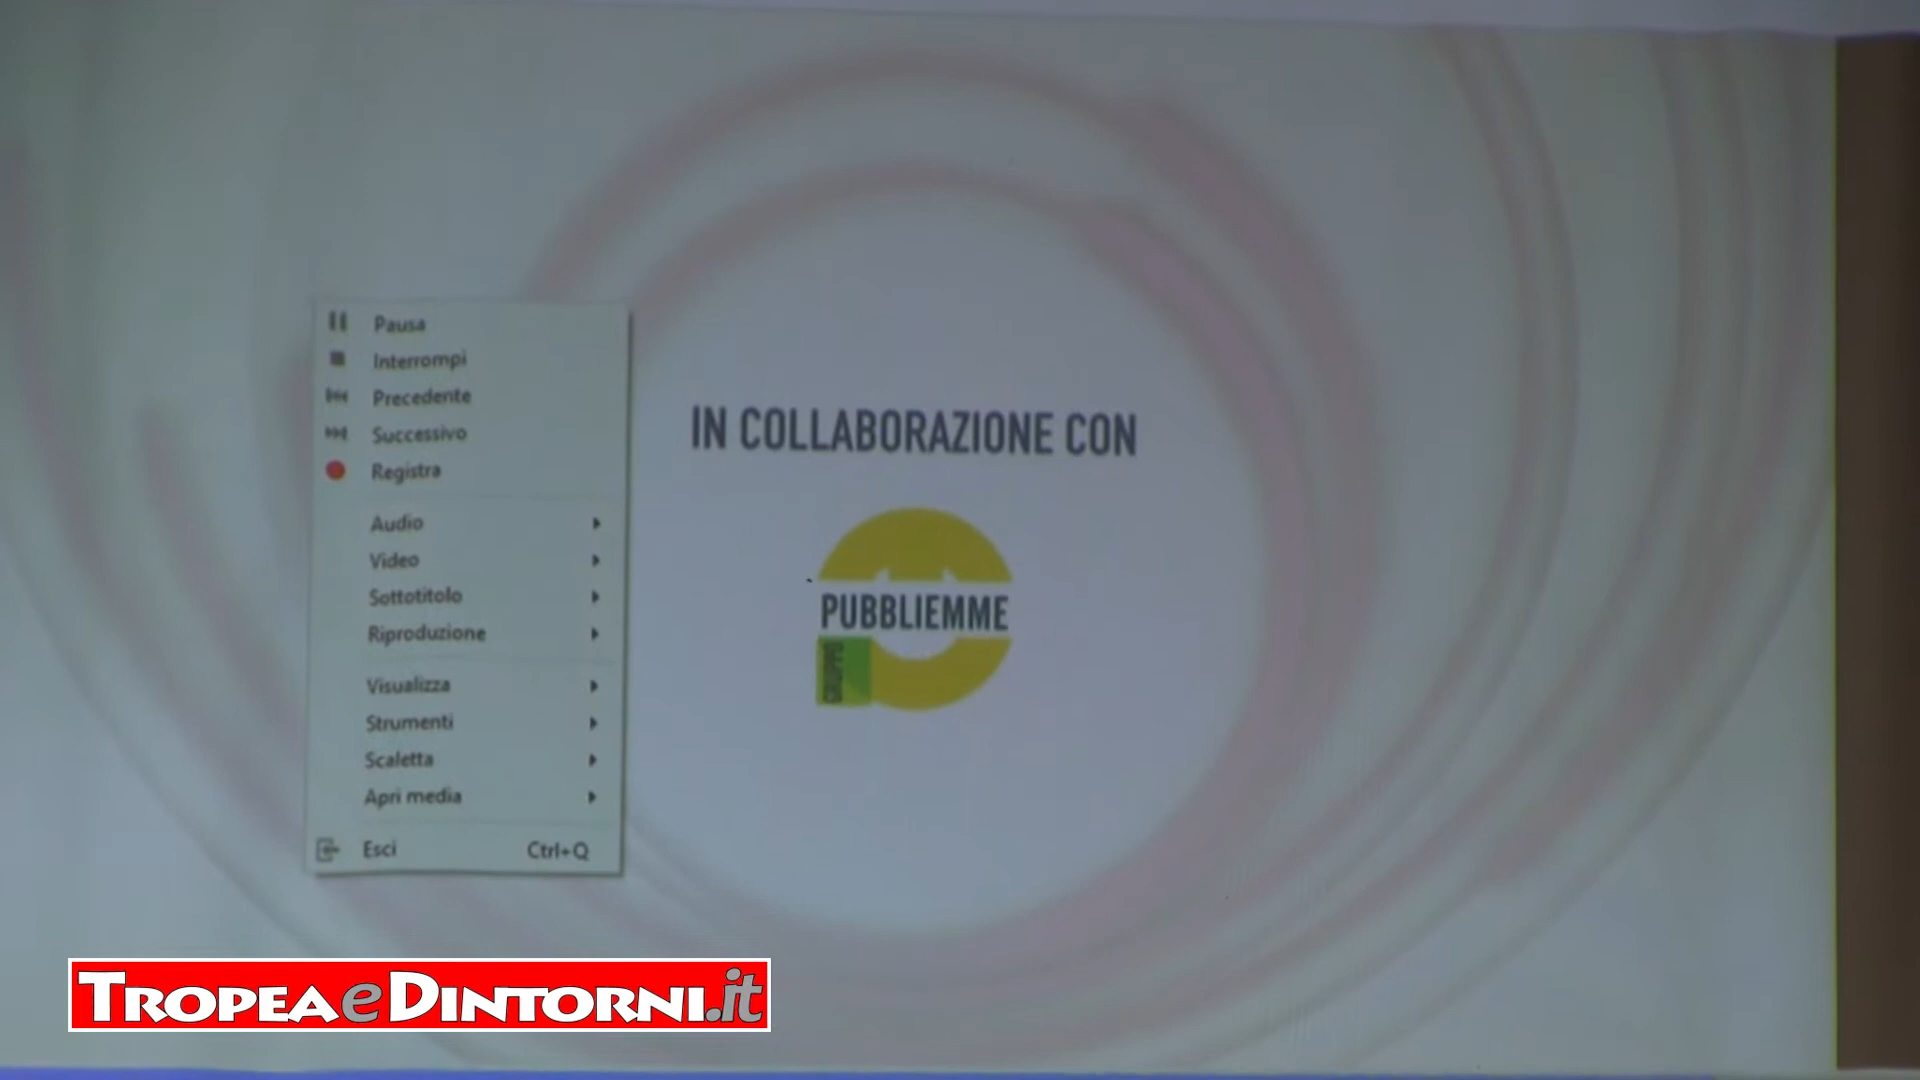 Pausa
Interrompi
Precedente
Successivo
Registra
Audio
Video
Sottotitolo
Riproduzione
Visualizza
Strumenti
Scaletta
Apri media
Esci Ctrl+Q
IN COLLABORAZIONE CON
PUBBLIEMME
GRUPPO
TROPEAeDINTORNI.it